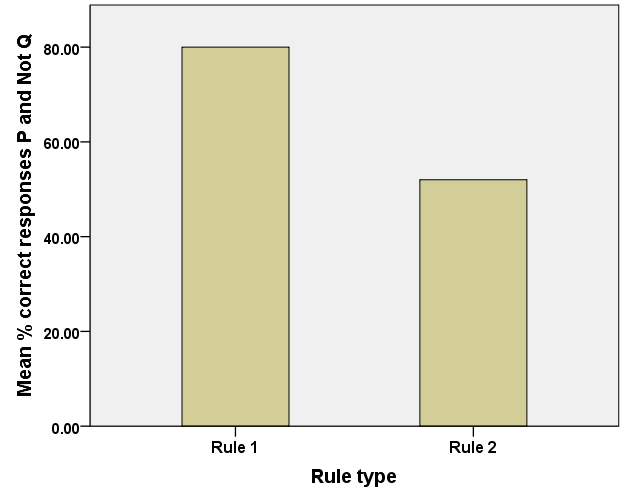 Mean % correct responses P and Not Q
80.00
60.00
40.00
20.00
0.00
Rule 1
Rule 2
Rule type